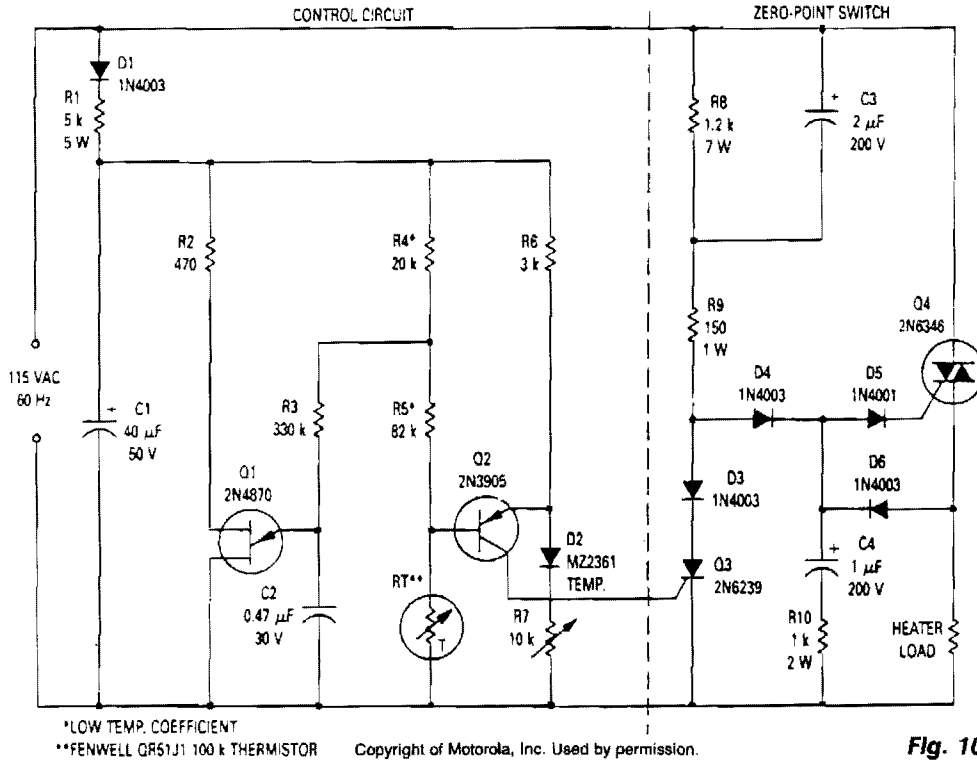 CONTROL CIRCUIT
ZERO-POINT SWITCH
D1
1N4003
R1
5 k
5 W
R8
1.2 k
7 W
+
C3
2 µF
200 V
R2
470
R4*
20 k
R6
3 k
R9
150
1 W
Q4
2N6346
115 VAC
60 Hz
+
C1
40 µF
50 V
R3
330 k
R5*
82 k
D4
1N4003
D5
1N4001
Q1
2N4870
Q2
2N3905
D3
1N4003
D6
1N4003
D2
MZ2361
TEMP.
C2
0.47 µF
30 V
RT**
T
R7
10 k
Q3
2N6239
+
C4
1 µF
200 V
R10
1 k
2 W
HEATER
LOAD
*LOW TEMP. COEFFICIENT
**FENWELL QR51J1 100 k THERMISTOR
Copyright of Motorola, Inc. Used by permission.
Fig. 10